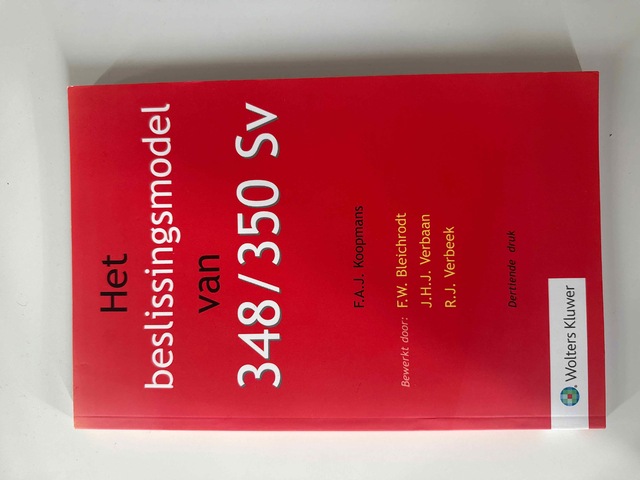 Het
beslissingsmodel
van
348/350 Sv
F.A.J. Koopmans
Bewerkt door: F.W. Bleichrodt
J.H.J. Verbaan
R.J. Verbeek
Dertiende druk
Wolters Kluwer